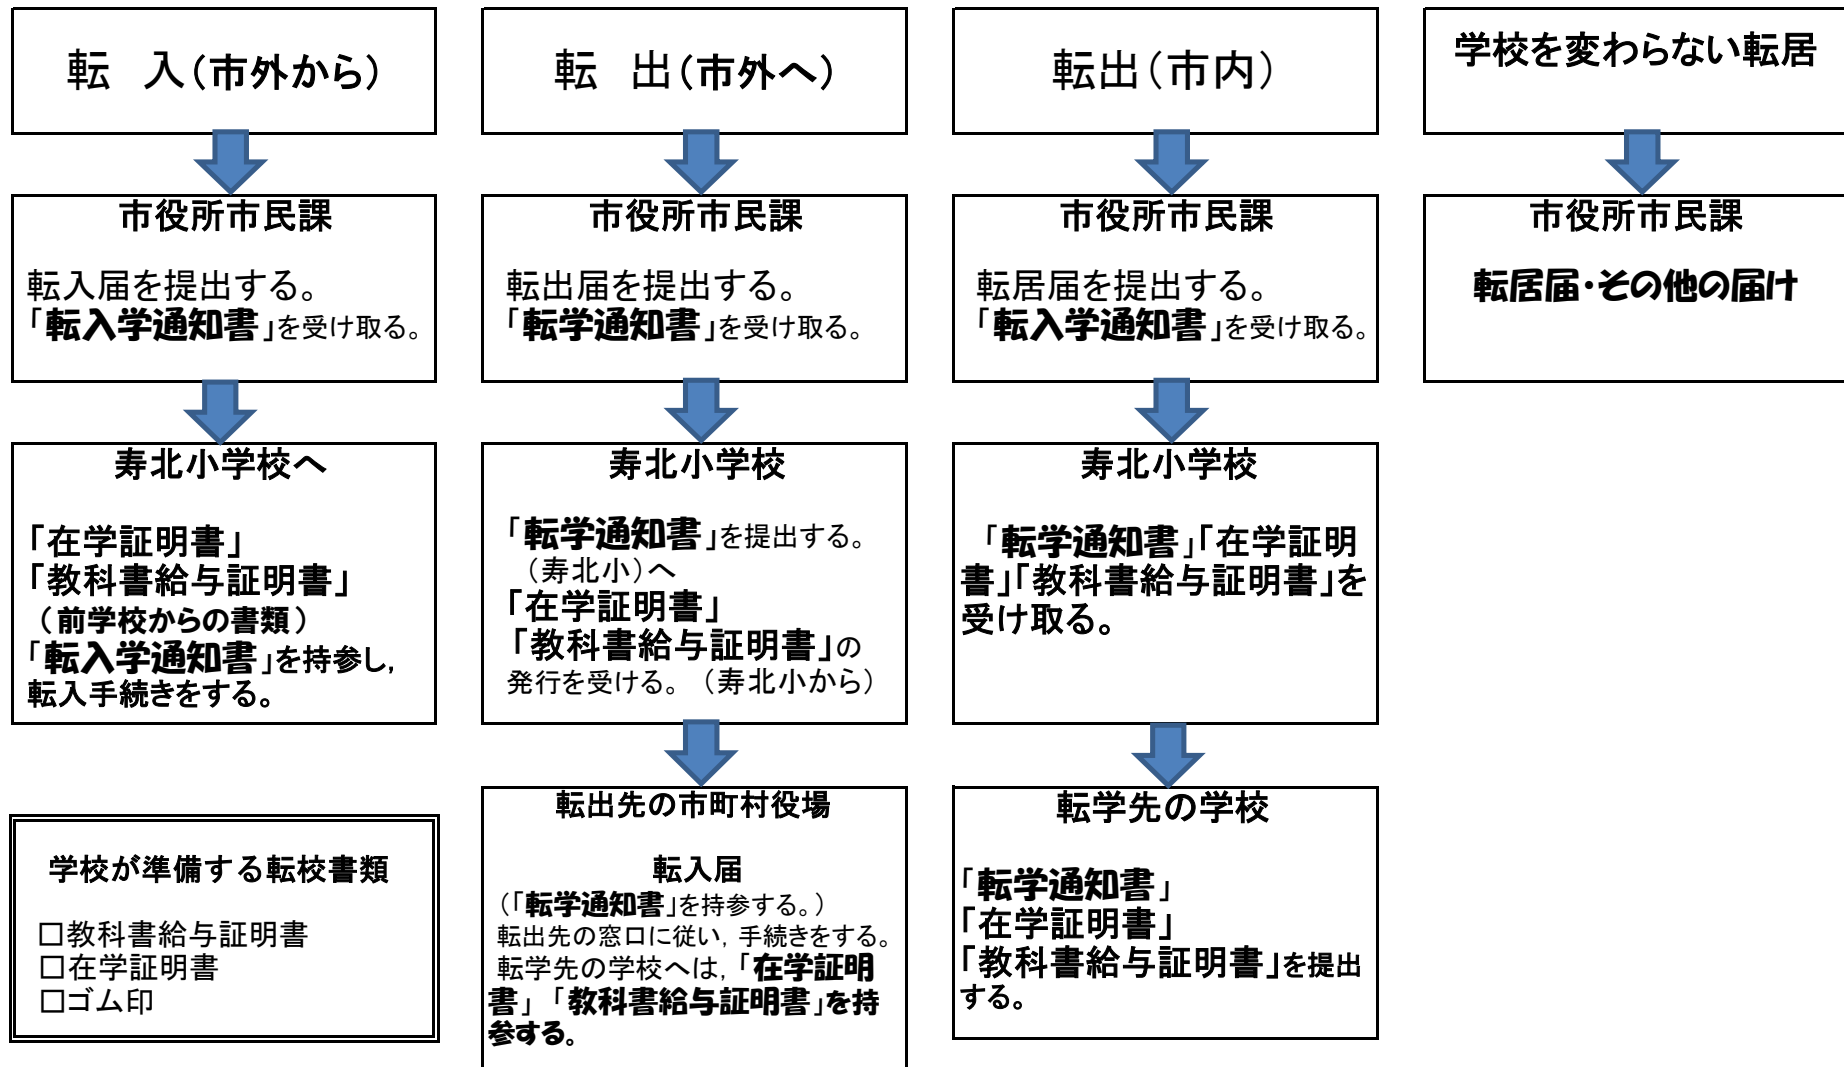 転　入（市外から）
市役所市民課
転入届を提出する。
「転入学通知書」を受け取る。
寿北小学校へ
「在学証明書」
「教科書給与証明書」
（前学校からの書類）
「転入学通知書」を持参し，
転入手続きをする。
学校が準備する転校書類
□教科書給与証明書
□在学証明書
□ゴム印
転　出（市外へ）
市役所市民課
転出届を提出する。
「転学通知書」を受け取る。
寿北小学校
「転学通知書」を提出する。
（寿北小）へ
「在学証明書」
「教科書給与証明書」の
発行を受ける。（寿北小から）
転出先の市町村役場
転入届
（「転学通知書」を持参する。）
転出先の窓口に従い，手続きをする。
転学先の学校へは，「在学証明
書」「教科書給与証明書」を持
参する。
転出（市内）
市役所市民課
転居届を提出する。
「転入学通知書」を受け取る。
寿北小学校
「転学通知書」「在学証明
書」「教科書給与証明書」を
受け取る。
転学先の学校
「転学通知書」
「在学証明書」
「教科書給与証明書」を提出
する。
学校を変わらない転居
市役所市民課
転居届・その他の届け